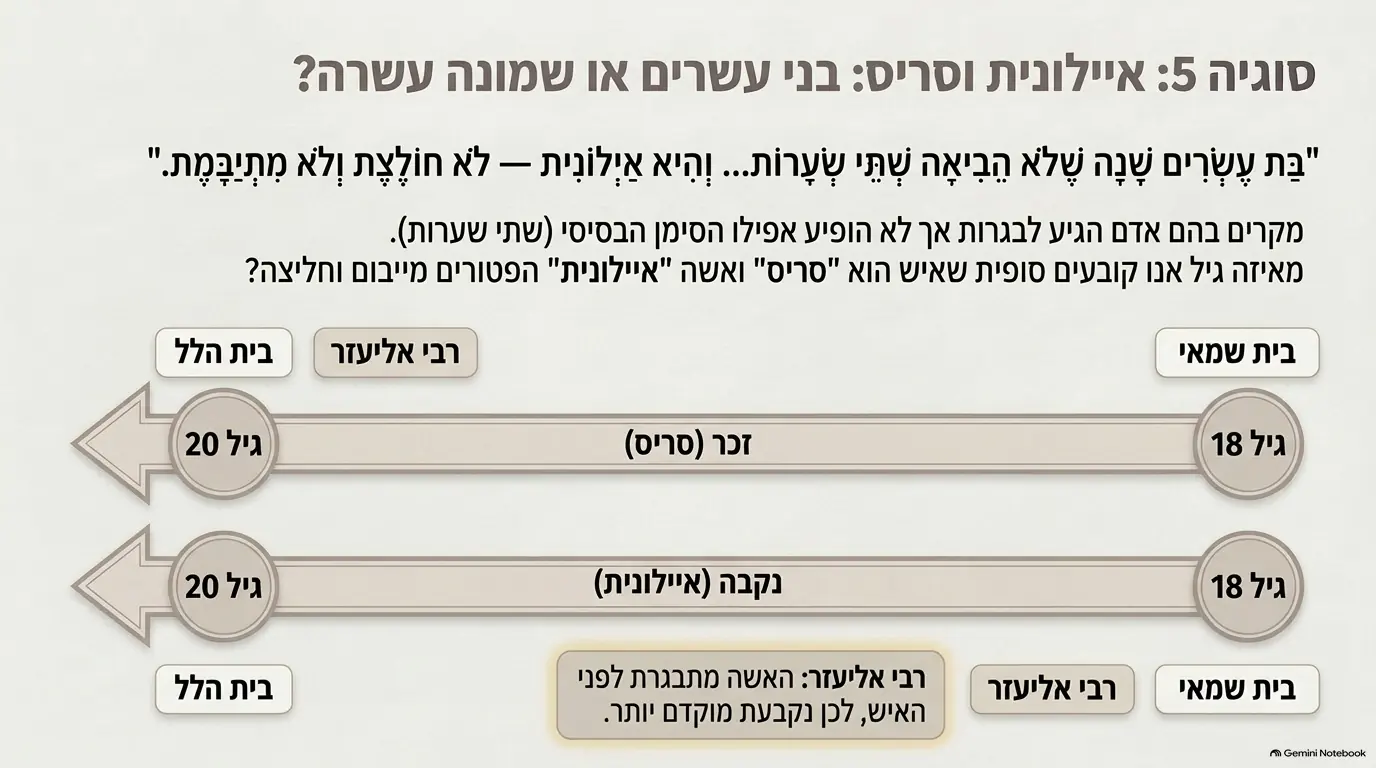 סוגיה 5: איילונית וסריס: בני עשרים או שמונה עשרה?
"בַּת עֶשְׂרִים שָׁנָה שֶׁלֹּא הֵבִיאָה שְׁתֵּי שְׂעָרוֹת... וְהִיא אַיְלוֹנִית — לֹא חוֹלֶצֶת וְלֹא מִתְיַבָּמֶת."
מקרים בהם אדם הגיע לבגרות אך לא הופיע אפילו הסימן הבסיסי (שתי שערות).
מאיזה גיל אנו קובעים סופית שאיש הוא "סריס" ואשה "איילונית" הפטורים מייבום וחליצה?
בית שמאי
רבי אליעזר
בית הלל
גיל 18
זכר (סריס)
גיל 20
גיל 18
נקבה (איילונית)
גיל 20
בית שמאי
רבי אליעזר
רבי אליעזר: האשה מתבגרת לפני
האיש, לכן נקבעת מוקדם יותר.
בית הלל
Gemini Notebook